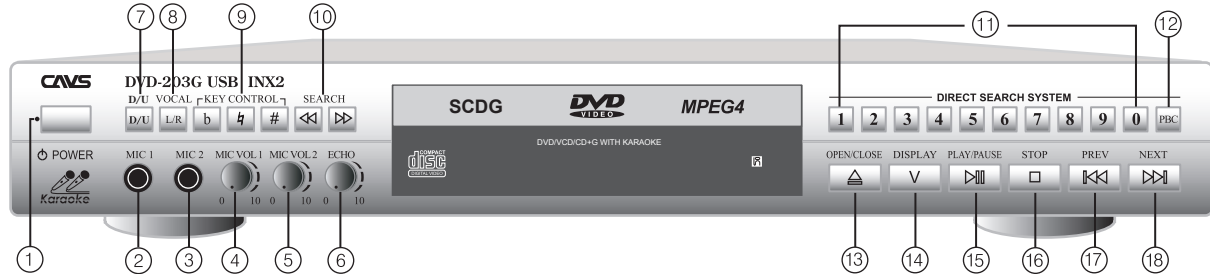 7 8 9 10 11 12
CAVS
DVD-203G USB INX2
D/U VOCAL KEY CONTROL SEARCH
D/U L/R b ♮ #
SCDG DVD VIDEO MPEG4
DIRECT SEARCH SYSTEM
1 2 3 4 5 6 7 8 9 0 PBC
DVD/VCD/CD+G WITH KARAOKE
COMPACT disc DIGITAL VIDEO
POWER
MIC 1 MIC 2 MIC VOL 1 MIC VOL 2 ECHO
OPEN/CLOSE DISPLAY PLAY/PAUSE STOP PREV NEXT
V
Karaoke
0 10 0 10 0 10
1 2 3 4 5 6 13 14 15 16 17 18